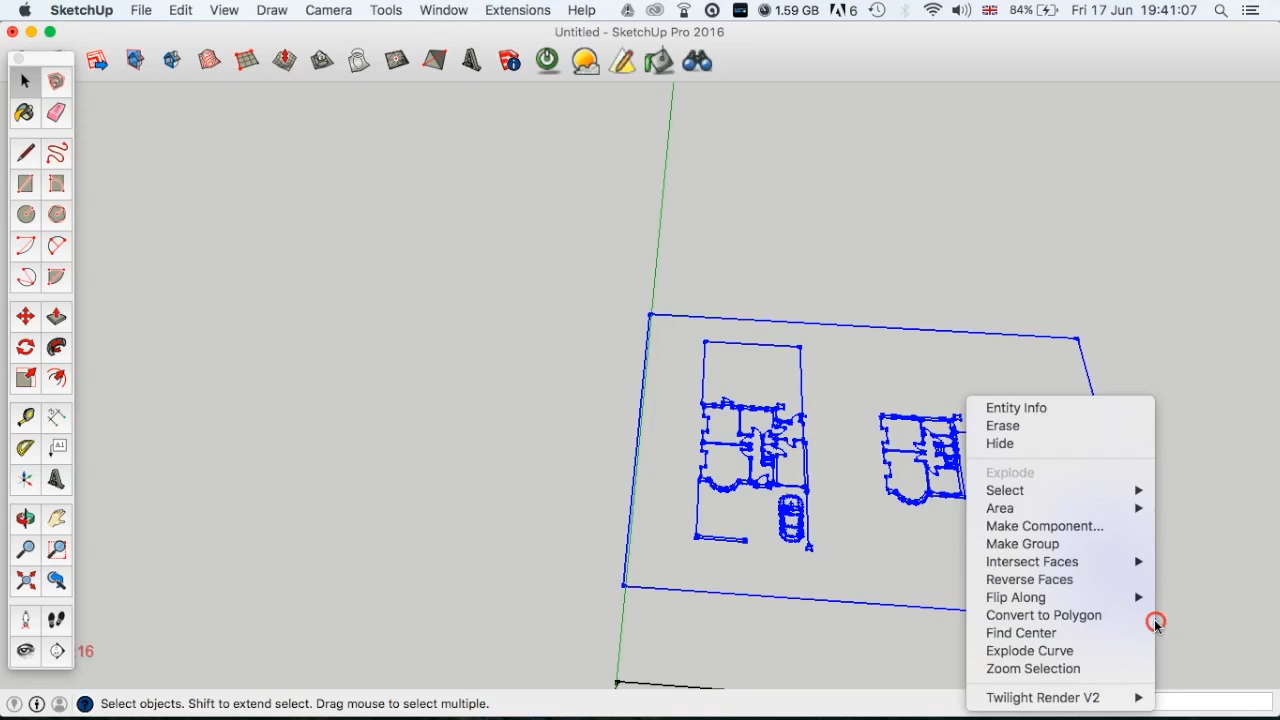 SketchUp File Edit View Draw Camera Tools Window Extensions Help 1.59 GB 6 84% Fri 17 Jun 19:41:07
Untitled - SketchUp Pro 2016
A1
16
Entity Info
Erase
Hide
Explode
Select
Area
Make Component...
Make Group
Intersect Faces
Reverse Faces
Flip Along
Convert to Polygon
Find Center
Explode Curve
Zoom Selection
Twilight Render V2
Select objects. Shift to extend select. Drag mouse to select multiple.